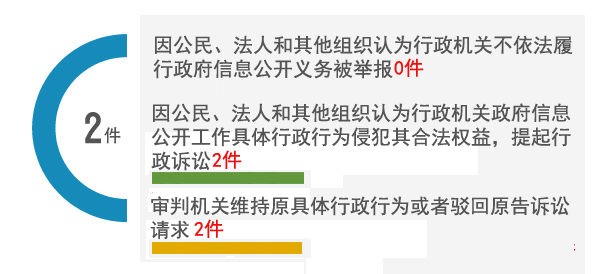 2件
因公民、法人和其他组织认为行政机关不依法履
行政府信息公开义务被举报0件
因公民、法人和其他组织认为行政机关政府信息
公开工作具体行政行为侵犯其合法权益，提起行
政诉讼2件
审判机关维持原具体行政行为或者驳回原告诉讼
请求 2件